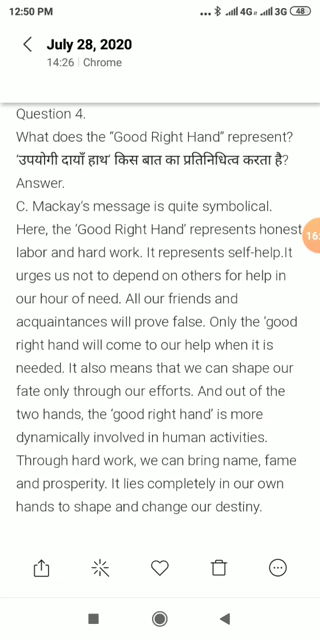 12:50 PM ... 4G 3G 48
July 28, 2020
14:26 | Chrome
Question 4.
What does the “Good Right Hand” represent?
‘उपयोगी दायाँ हाथ’ किस बात का प्रतिनिधित्व करता है?
Answer.
C. Mackay’s message is quite symbolical.
Here, the ‘Good Right Hand’ represents honest
labor and hard work. It represents self-help.It
urges us not to depend on others for help in
our hour of need. All our friends and
acquaintances will prove false. Only the ‘good
right hand will come to our help when it is
needed. It also means that we can shape our
fate only through our efforts. And out of the
two hands, the ‘good right hand’ is more
dynamically involved in human activities.
Through hard work, we can bring name, fame
and prosperity. It lies completely in our own
hands to shape and change our destiny.